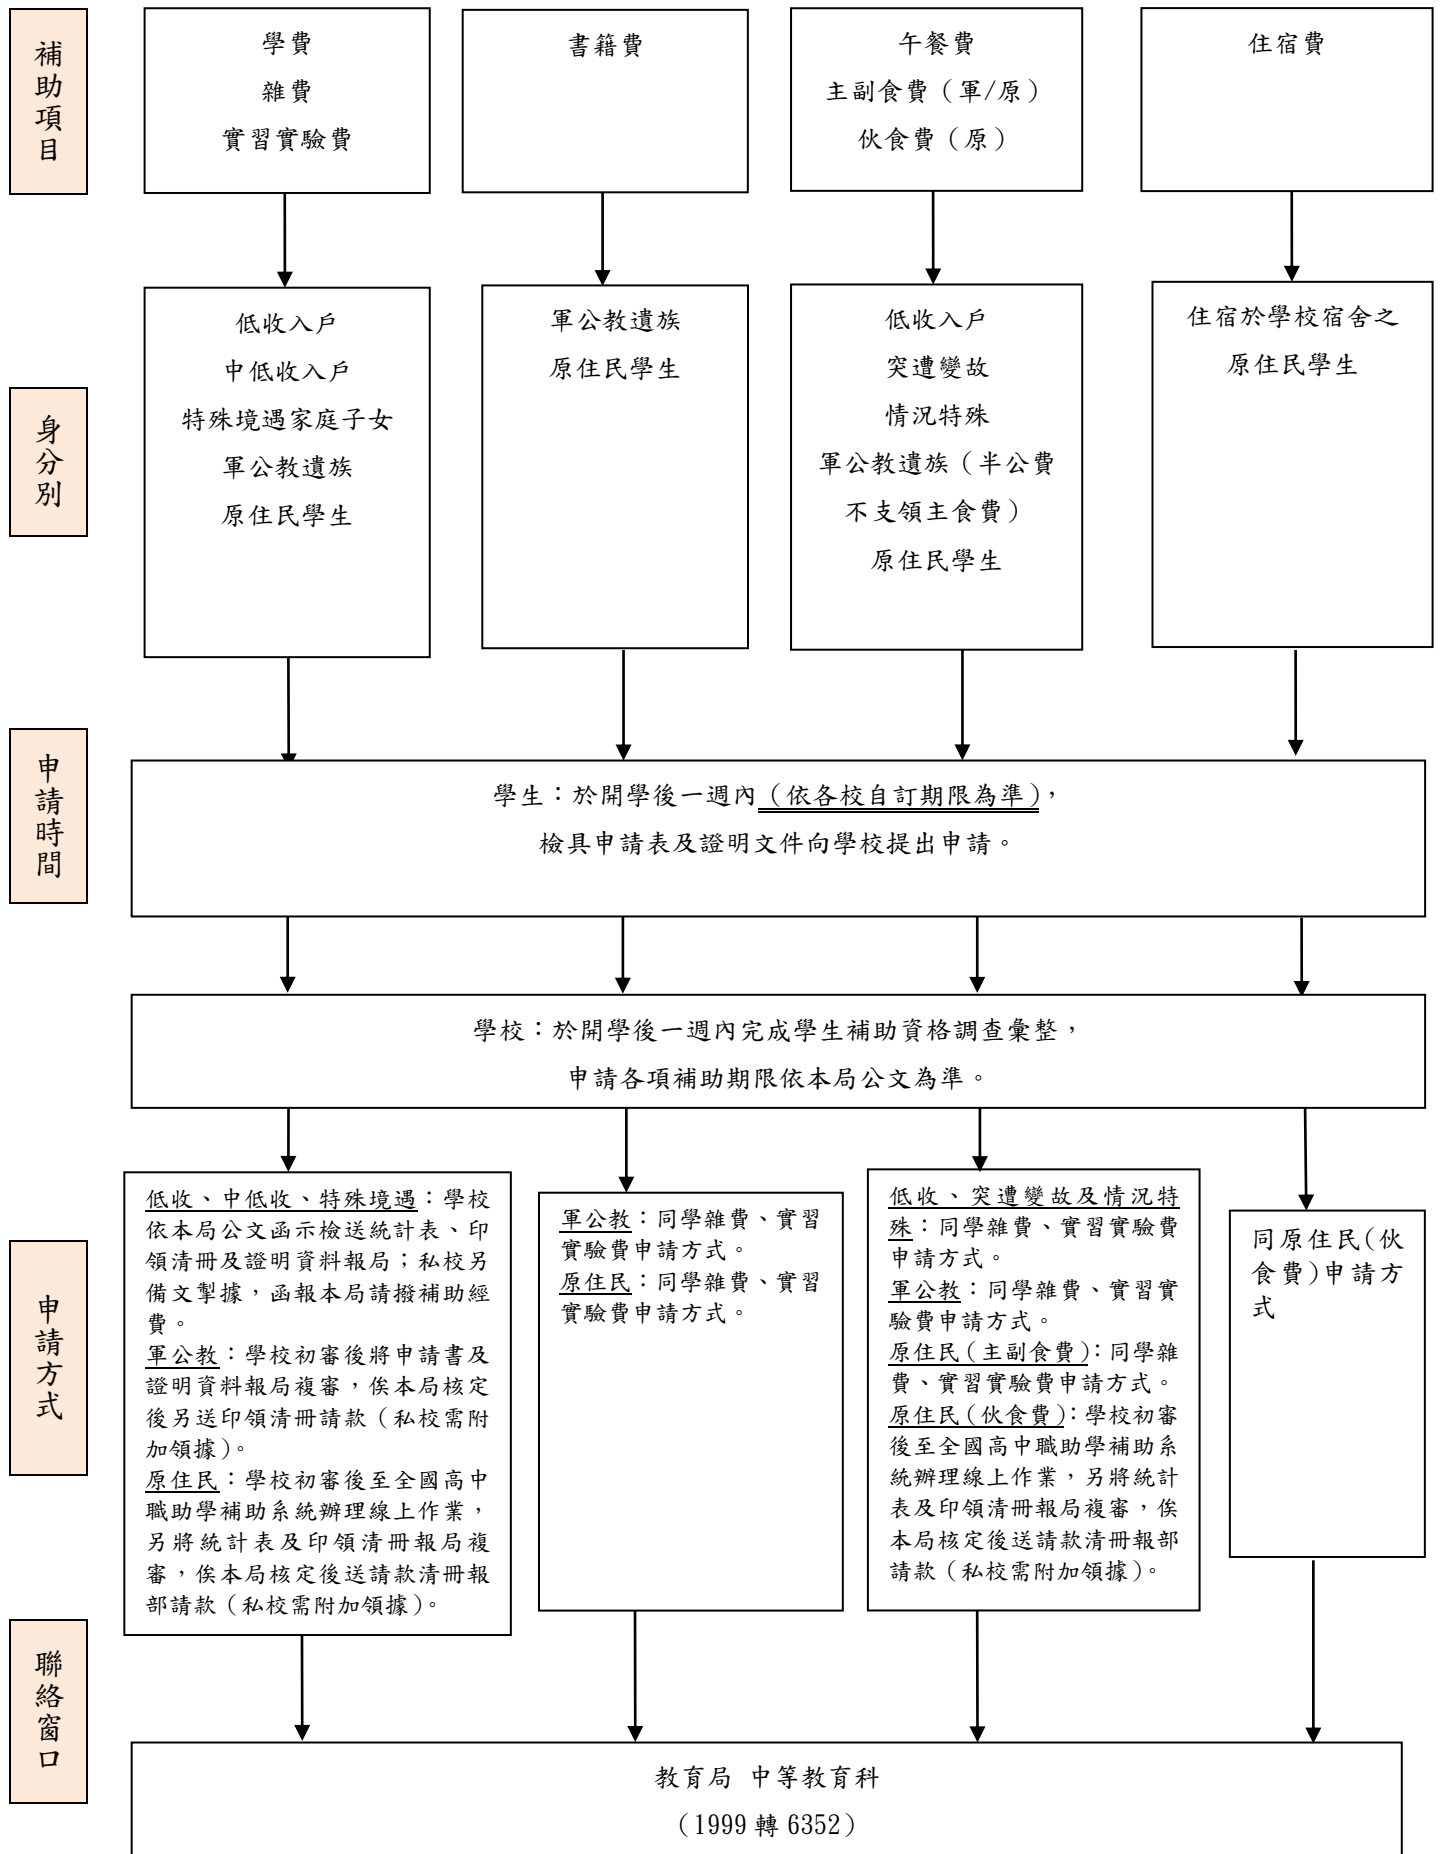 補助項目
學費
雜費
實習實驗費
書籍費
午餐費
主副食費（軍/原）
伙食費（原）
住宿費
身分別
低收入戶
中低收入戶
特殊境遇家庭子女
軍公教遺族
原住民學生
軍公教遺族
原住民學生
低收入戶
突遭變故
情況特殊
軍公教遺族（半公費
不支領主食費）
原住民學生
住宿於學校宿舍之
原住民學生
申請時間
學生：於開學後一週內（依各校自訂期限為準），
檢具申請表及證明文件向學校提出申請。
學校：於開學後一週內完成學生補助資格調查彙整，
申請各項補助期限依本局公文為準。
申請方式
低收、中低收、特殊境遇：學校
依本局公文函示檢送統計表、印
領清冊及證明資料報局；私校另
備文掣據，函報本局請撥補助經
費。
軍公教：學校初審後將申請書及
證明資料報局複審，俟本局核定
後另送印領清冊請款（私校需附
加領據）。
原住民：學校初審後至全國高中
職助學補助系統辦理線上作業，
另將統計表及印領清冊報局複
審，俟本局核定後送請款清冊報
部請款（私校需附加領據）。
軍公教：同學雜費、實習
實驗費申請方式。
原住民：同學雜費、實習
實驗費申請方式。
低收、突遭變故及情況特
殊：同學雜費、實習實驗費
申請方式。
軍公教：同學雜費、實習實
驗費申請方式。
原住民（主副食費）：同學雜
費、實習實驗費申請方式。
原住民（伙食費）：學校初審
後至全國高中職助學補助系
統辦理線上作業，另將統計
表及印領清冊報局複審，俟
本局核定後送請款清冊報部
請款（私校需附加領據）。
同原住民(伙
食費)申請方
式
聯絡窗口
教育局 中等教育科
（1999 轉 6352）